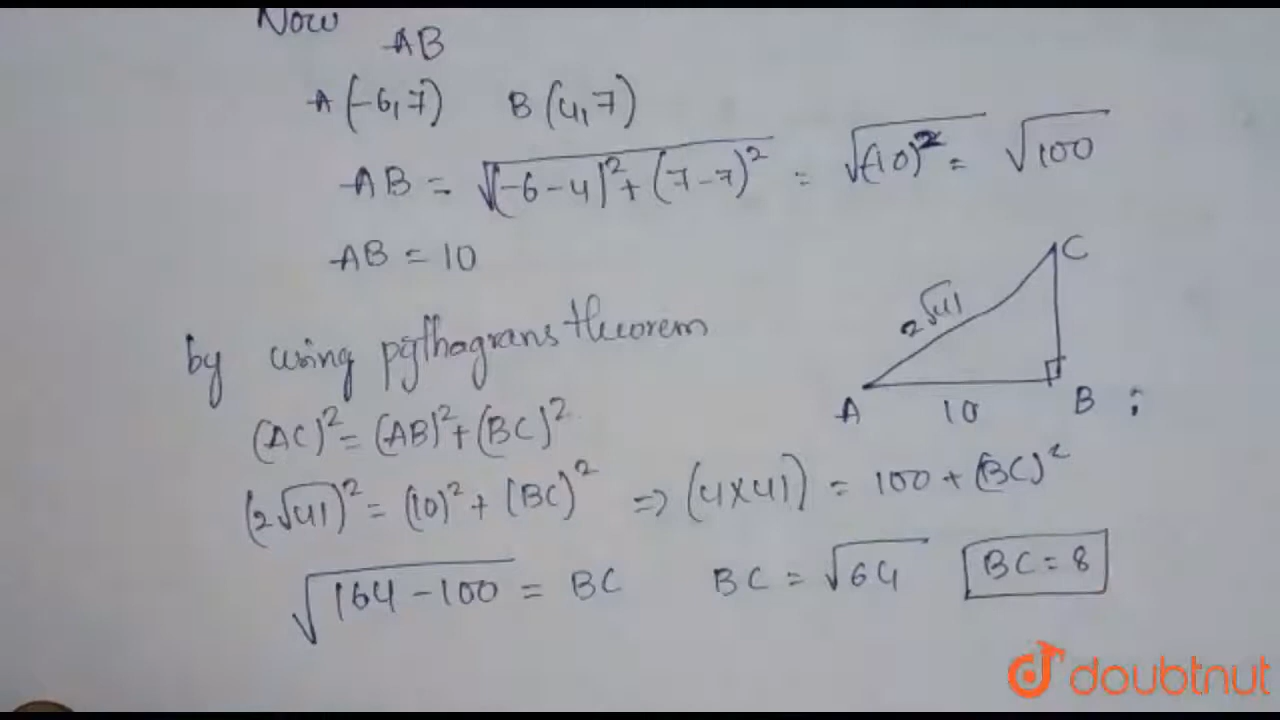 Now
AB
A (-6,7) B (4,7)
AB = √(-6-4)²+(7-7)² = √(-10)² = √100
AB = 10
C
2√41
A 10 B ;
by using pythagrans theorem
(AC)² = (AB)² + (BC)²
(2√41)² = (10)² + (BC)² => (4×41) = 100 + (BC)²
√164-100 = BC BC = √64 BC = 8
doubtnut